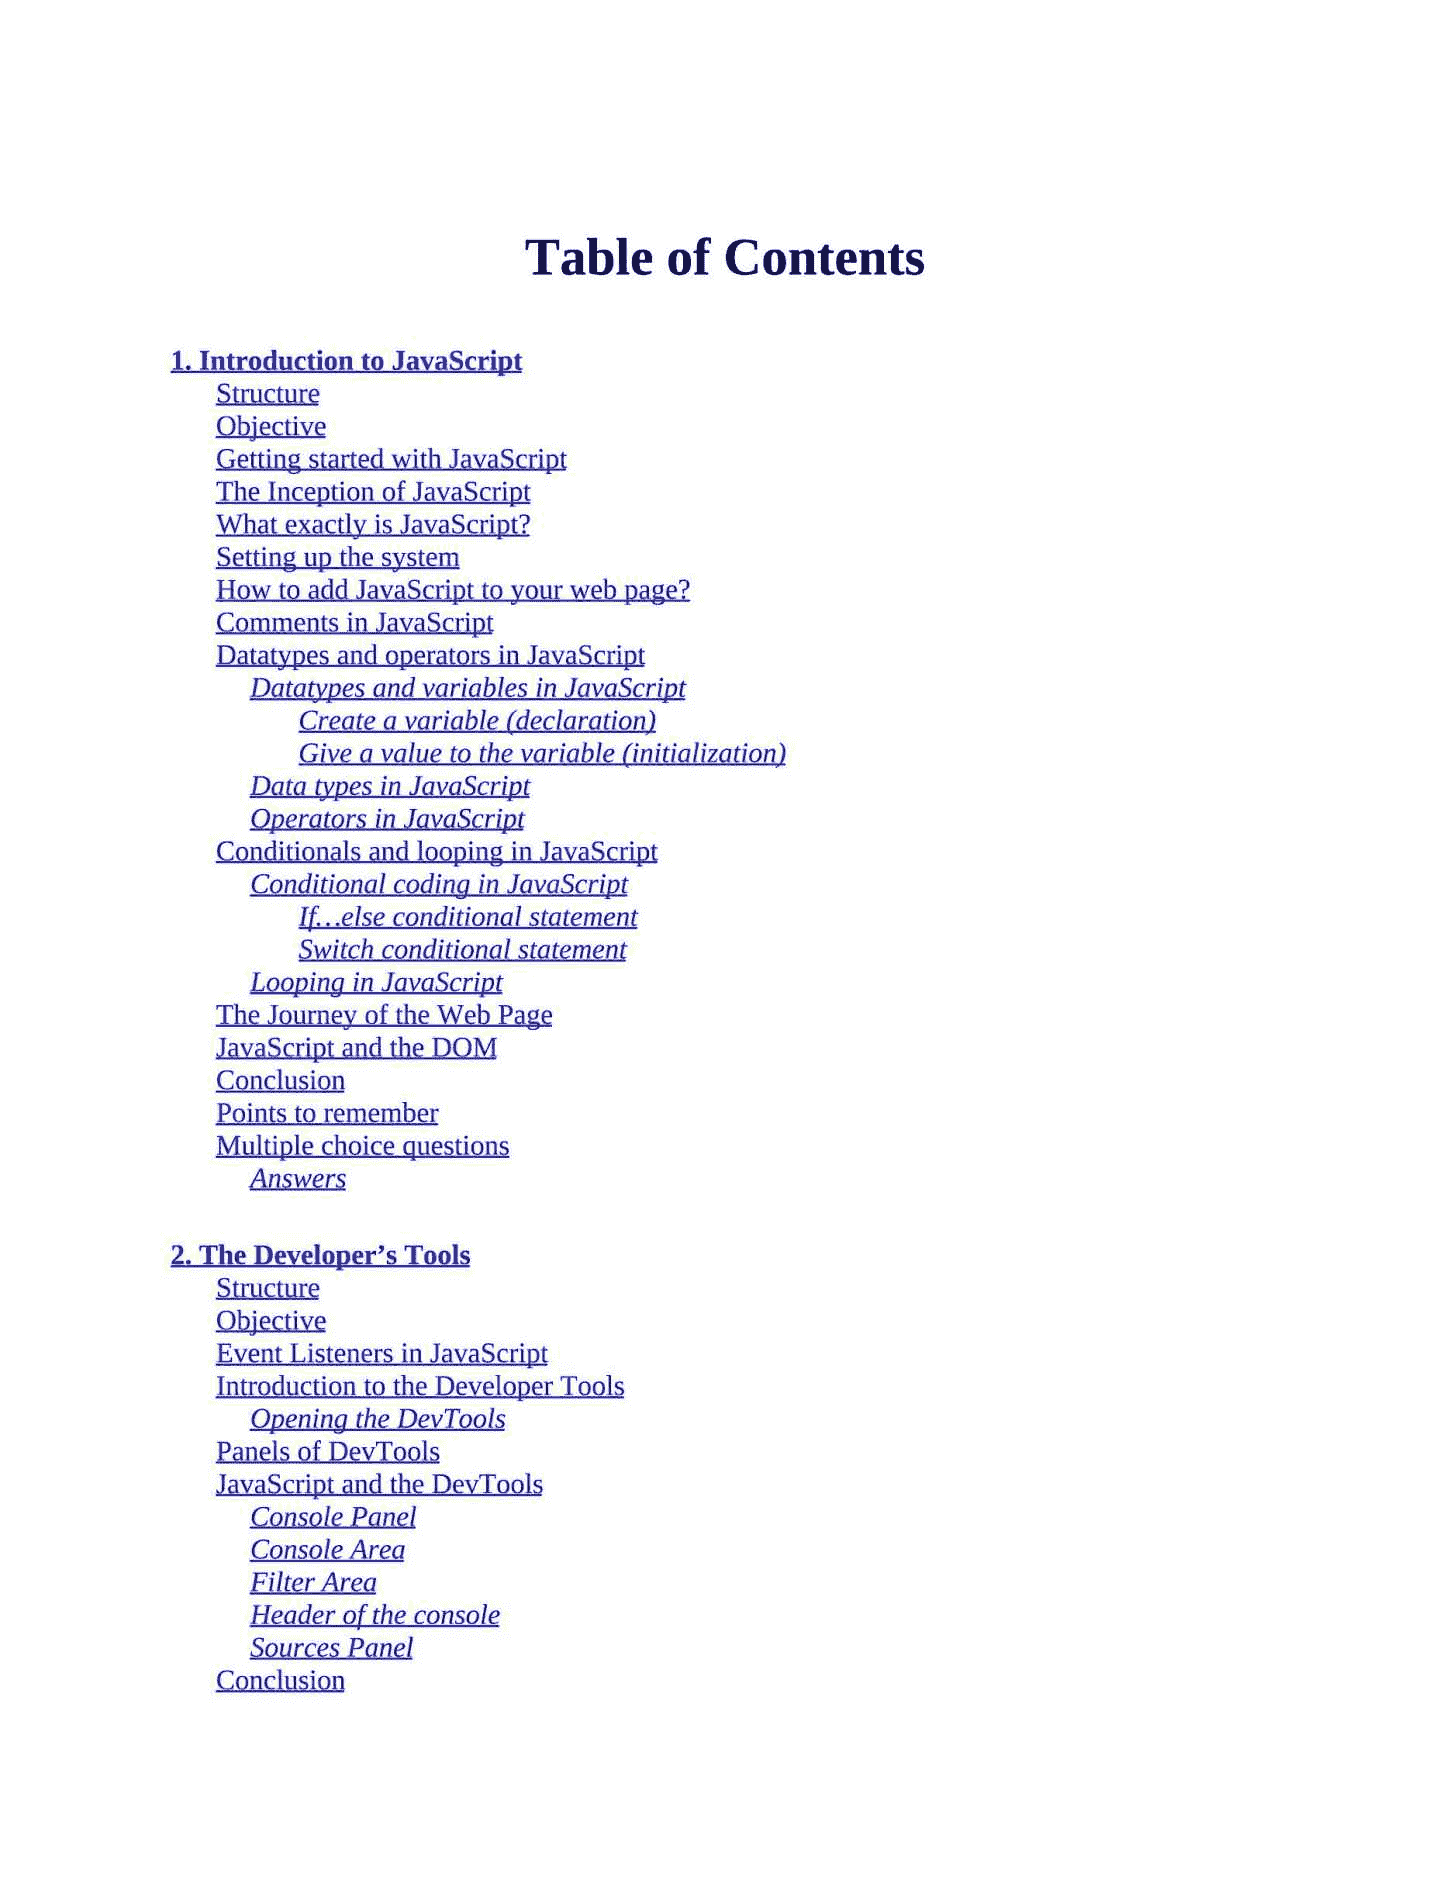 Table of Contents
1. Introduction to JavaScript
Structure
Objective
Getting started with JavaScript
The Inception of JavaScript
What exactly is JavaScript?
Setting up the system
How to add JavaScript to your web page?
Comments in JavaScript
Datatypes and operators in JavaScript
Datatypes and variables in JavaScript
Create a variable (declaration)
Give a value to the variable (initialization)
Data types in JavaScript
Operators in JavaScript
Conditionals and looping in JavaScript
Conditional coding in JavaScript
If…else conditional statement
Switch conditional statement
Looping in JavaScript
The Journey of the Web Page
JavaScript and the DOM
Conclusion
Points to remember
Multiple choice questions
Answers
2. The Developer’s Tools
Structure
Objective
Event Listeners in JavaScript
Introduction to the Developer Tools
Opening the DevTools
Panels of DevTools
JavaScript and the DevTools
Console Panel
Console Area
Filter Area
Header of the console
Sources Panel
Conclusion